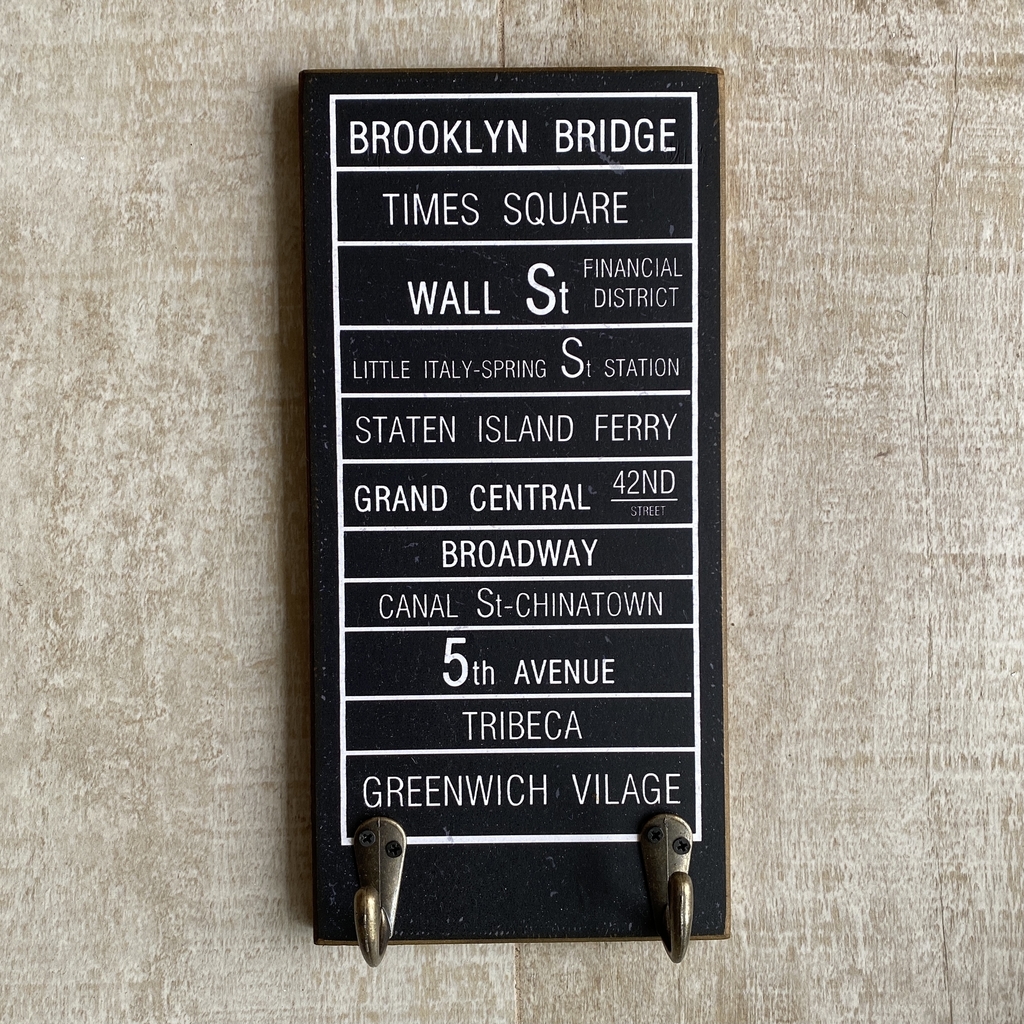 BROOKLYN BRIDGE
TIMES SQUARE
WALL St FINANCIAL DISTRICT
LITTLE ITALY-SPRING St STATION
STATEN ISLAND FERRY
GRAND CENTRAL 42ND STREET
BROADWAY
CANAL St-CHINATOWN
5th AVENUE
TRIBECA
GREENWICH VILAGE